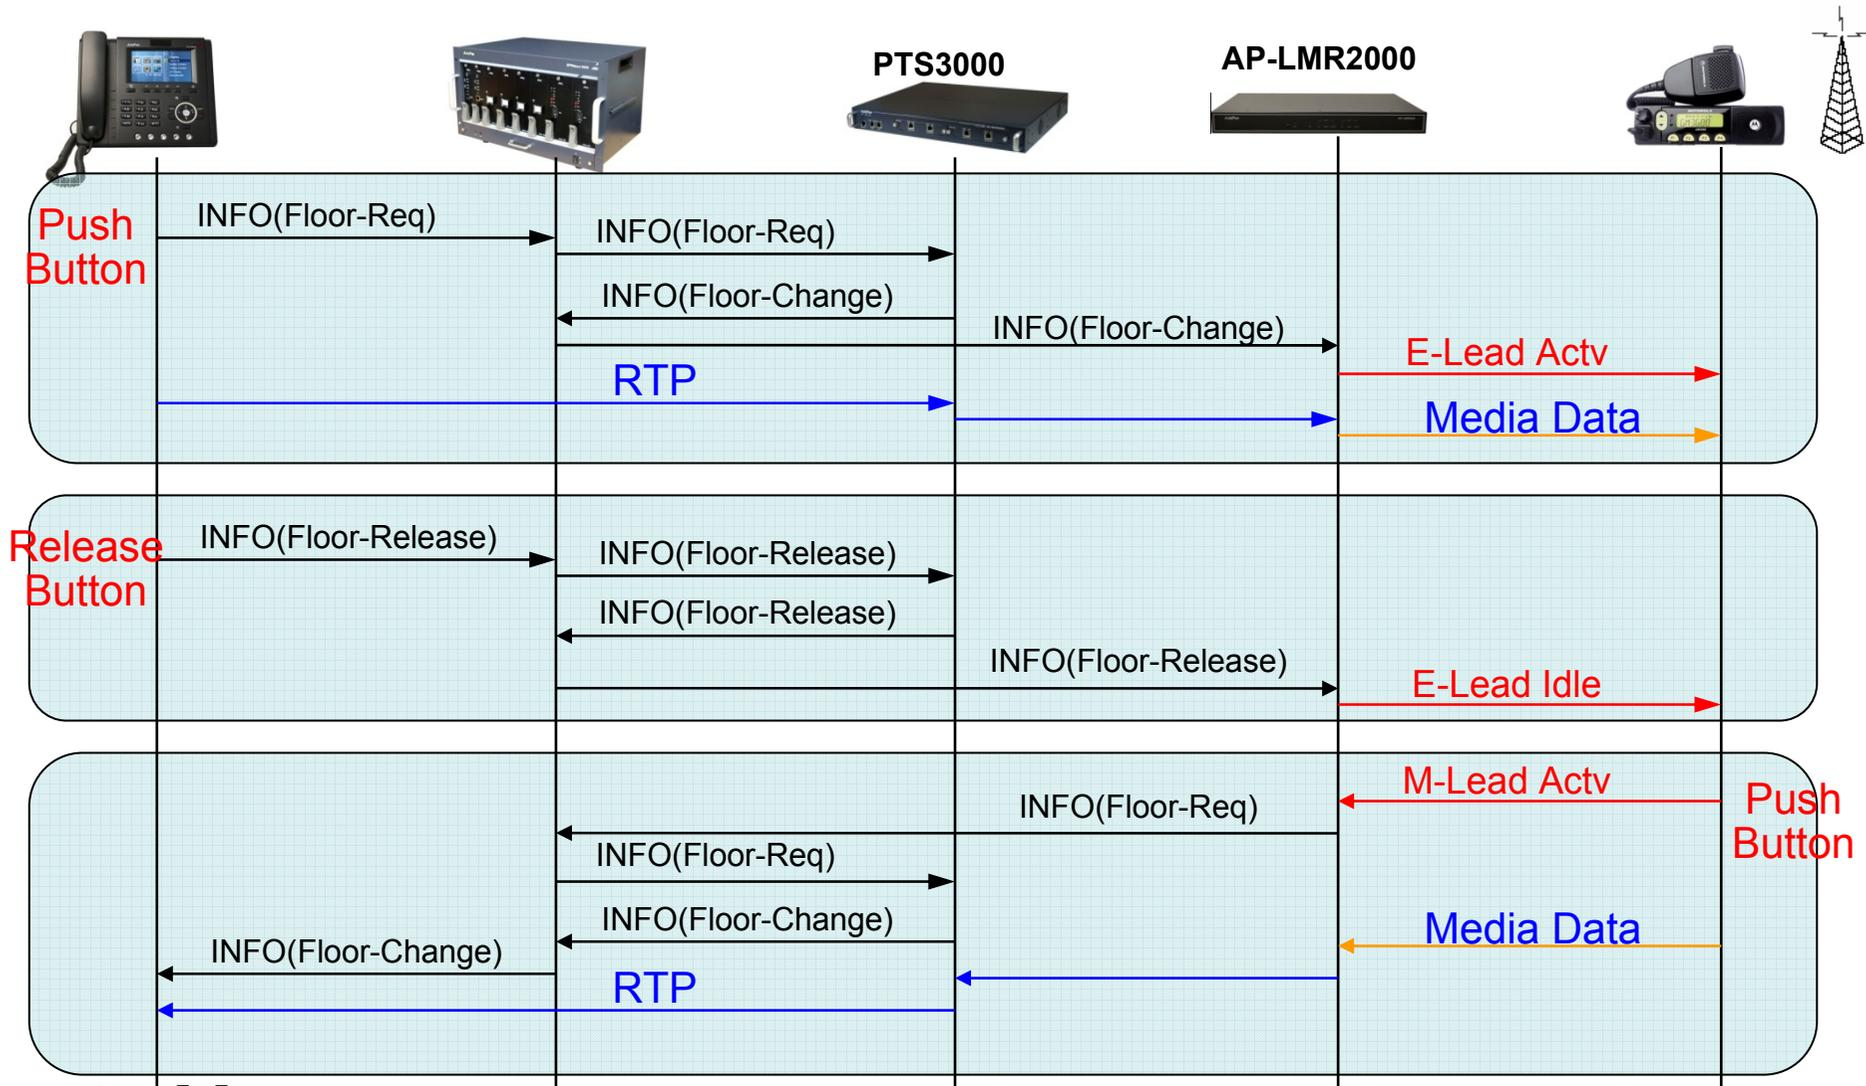 PTS3000
AP-LMR2000
Push
Button
INFO(Floor-Req)
INFO(Floor-Req)
INFO(Floor-Change)
INFO(Floor-Change)
E-Lead Actv
RTP
Media Data
Release
Button
INFO(Floor-Release)
INFO(Floor-Release)
INFO(Floor-Release)
INFO(Floor-Release)
E-Lead Idle
M-Lead Actv
Push
Button
INFO(Floor-Req)
INFO(Floor-Req)
INFO(Floor-Change)
Media Data
INFO(Floor-Change)
RTP